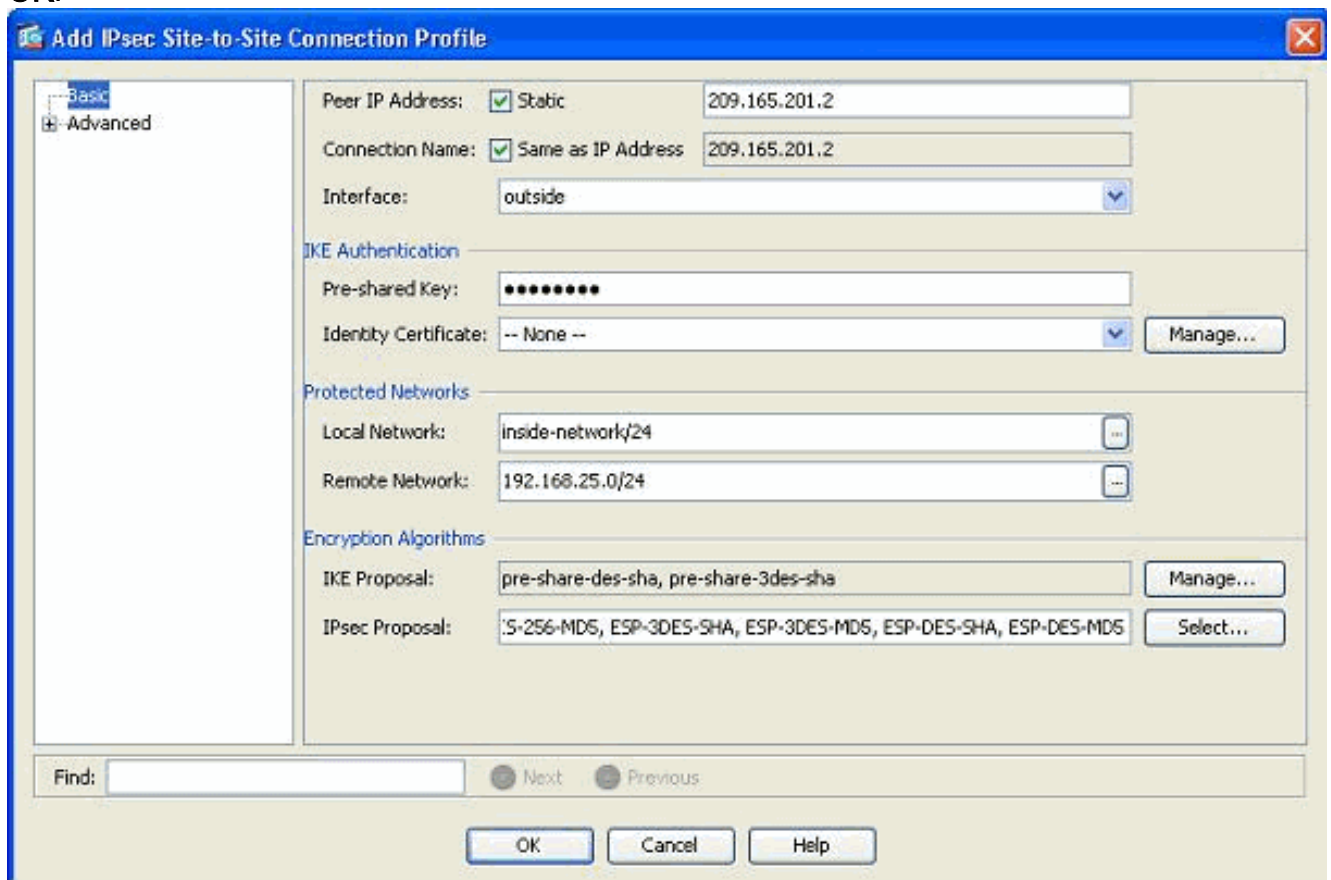 Add IPsec Site-to-Site Connection Profile
Basic
Advanced
Peer IP Address: Static 209.165.201.2
Connection Name: Same as IP Address 209.165.201.2
Interface: outside
IKE Authentication
Pre-shared Key: ●●●●●●●●
Identity Certificate: -- None -- Manage...
Protected Networks
Local Network: inside-network/24 ...
Remote Network: 192.168.25.0/24 ...
Encryption Algorithms
IKE Proposal: pre-share-des-sha, pre-share-3des-sha Manage...
IPsec Proposal: S-256-MD5, ESP-3DES-SHA, ESP-3DES-MD5, ESP-DES-SHA, ESP-DES-MD5 Select...
Find: Next Previous
OK Cancel Help